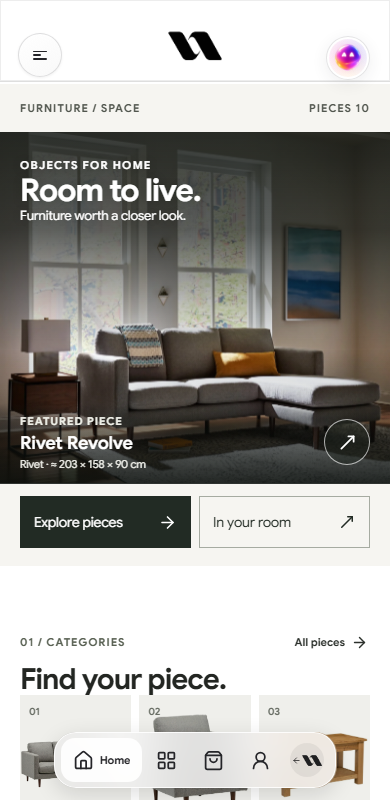 FURNITURE / SPACE
PIECES 10
OBJECTS FOR HOME
Room to live.
Furniture worth a closer look.
FEATURED PIECE
Rivet Revolve
Rivet · ≈ 203 × 158 × 90 cm
Explore pieces
In your room
01 / CATEGORIES
All pieces
Find your piece.
01
02
03
Home